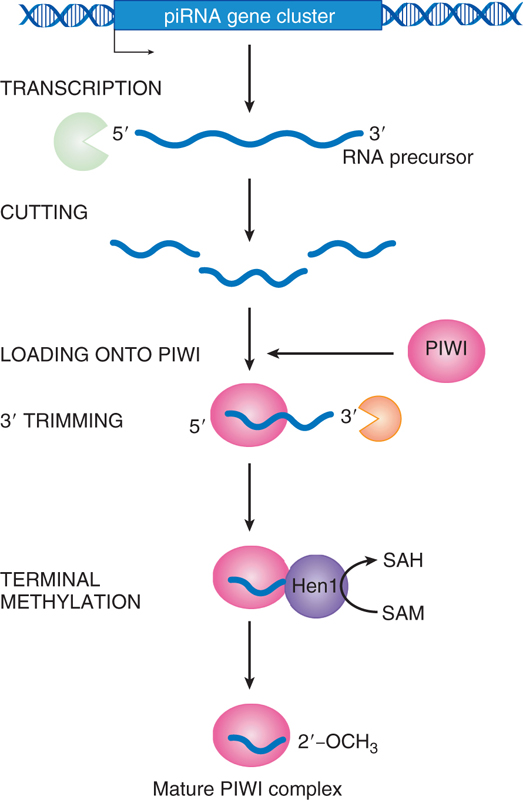 piRNA gene cluster
TRANSCRIPTION
5′
3′
RNA precursor
CUTTING
LOADING ONTO PIWI
PIWI
3′ TRIMMING
5′
3′
TERMINAL
METHYLATION
Hen1
SAH
SAM
2′–OCH₃
Mature PIWI complex